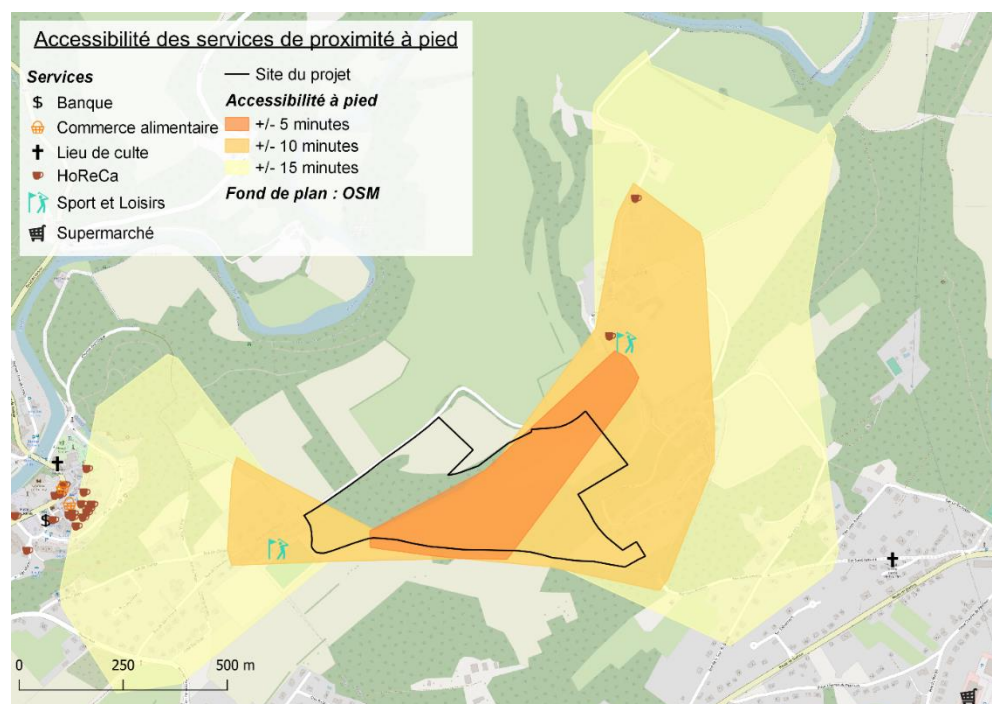 Accessibilité des services de proximité à pied
Services
$ Banque
Commerce alimentaire
Lieu de culte
HoReCa
Sport et Loisirs
Supermarché
Site du projet
Accessibilité à pied
+/- 5 minutes
+/- 10 minutes
+/- 15 minutes
Fond de plan : OSM
$
0 250 500 m